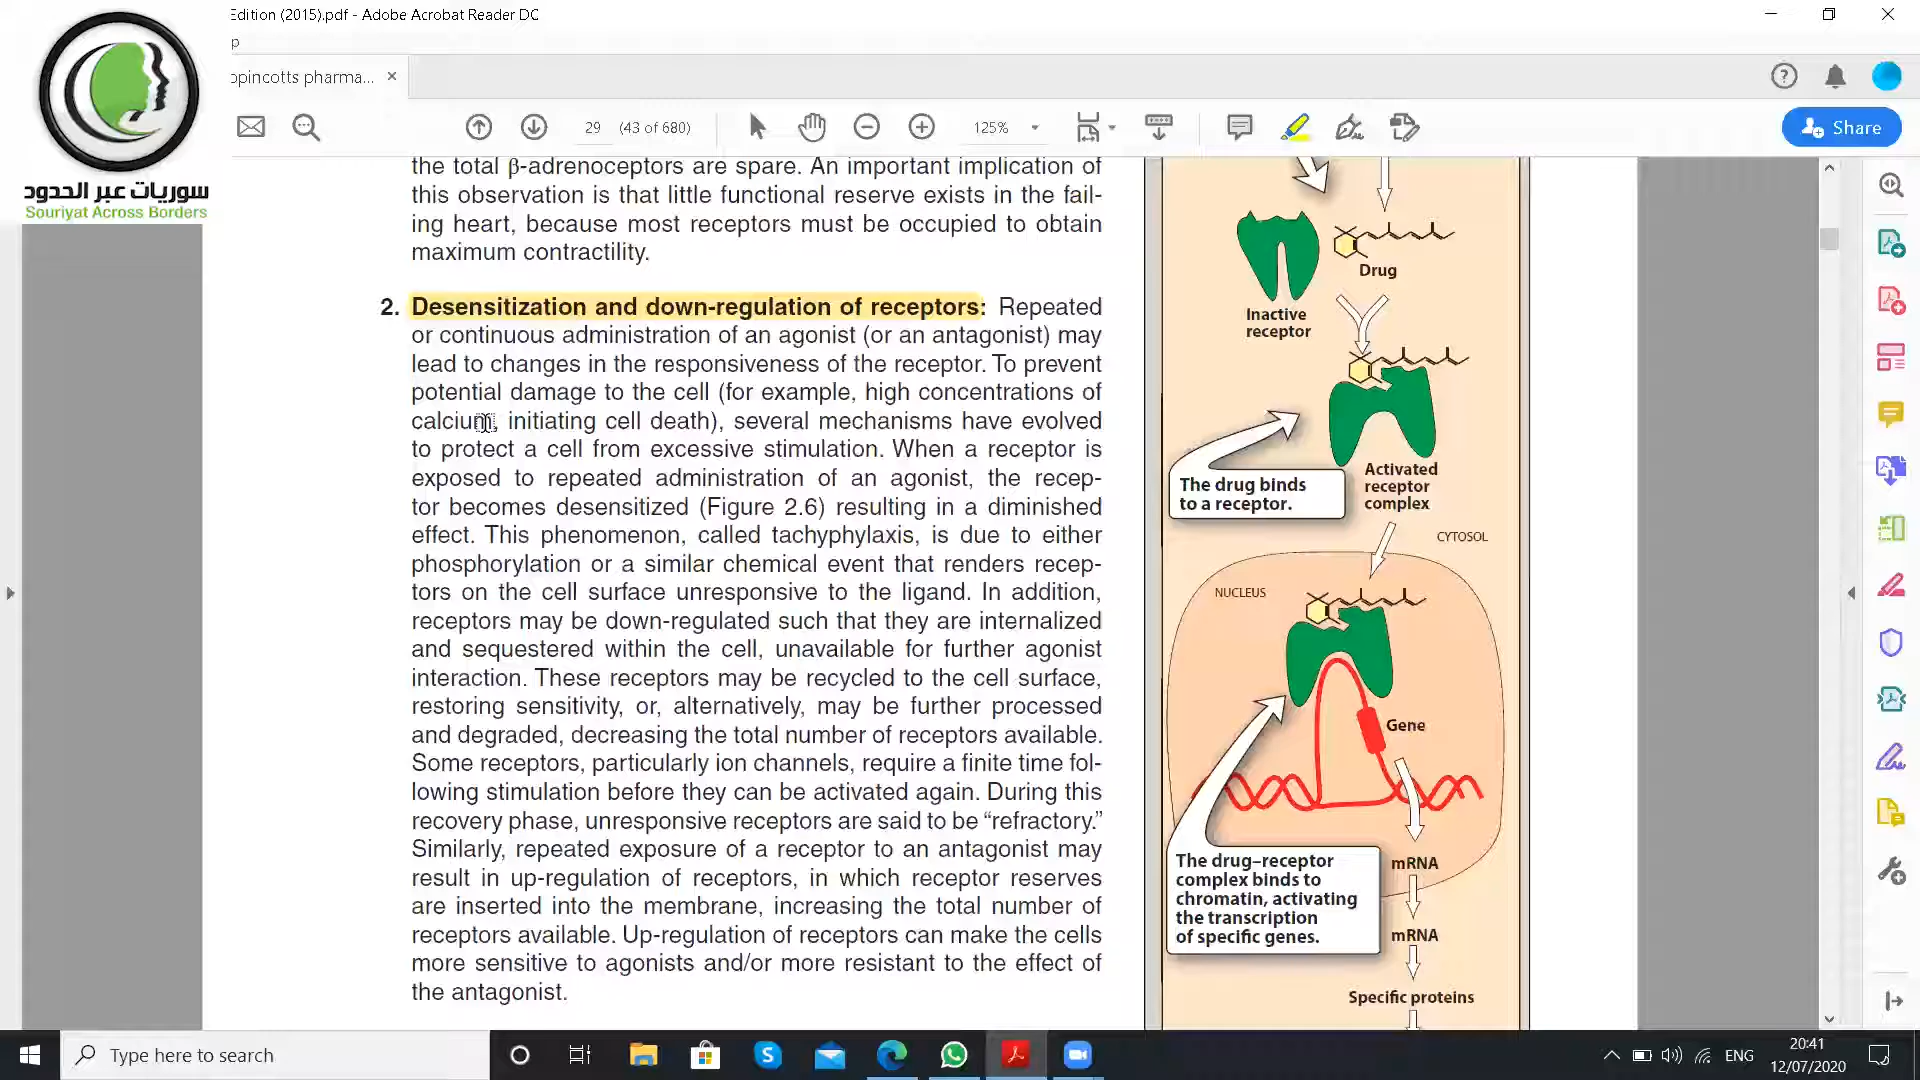 Edition (2015).pdf - Adobe Acrobat Reader DC
p
opincotts pharma...
29 (43 of 680)
125%
Share
سوريات عبر الحدود
Souriyat Across Borders
the total β-adrenoceptors are spare. An important implication of
this observation is that little functional reserve exists in the fail-
ing heart, because most receptors must be occupied to obtain
maximum contractility.
2. Desensitization and down-regulation of receptors: Repeated
or continuous administration of an agonist (or an antagonist) may
lead to changes in the responsiveness of the receptor. To prevent
potential damage to the cell (for example, high concentrations of
calcium, initiating cell death), several mechanisms have evolved
to protect a cell from excessive stimulation. When a receptor is
exposed to repeated administration of an agonist, the recep-
tor becomes desensitized (Figure 2.6) resulting in a diminished
effect. This phenomenon, called tachyphylaxis, is due to either
phosphorylation or a similar chemical event that renders recep-
tors on the cell surface unresponsive to the ligand. In addition,
receptors may be down-regulated such that they are internalized
and sequestered within the cell, unavailable for further agonist
interaction. These receptors may be recycled to the cell surface,
restoring sensitivity, or, alternatively, may be further processed
and degraded, decreasing the total number of receptors available.
Some receptors, particularly ion channels, require a finite time fol-
lowing stimulation before they can be activated again. During this
recovery phase, unresponsive receptors are said to be “refractory.”
Similarly, repeated exposure of a receptor to an antagonist may
result in up-regulation of receptors, in which receptor reserves
are inserted into the membrane, increasing the total number of
receptors available. Up-regulation of receptors can make the cells
more sensitive to agonists and/or more resistant to the effect of
the antagonist.
Drug
Inactive
receptor
Activated
receptor
complex
The drug binds
to a receptor.
CYTOSOL
NUCLEUS
Gene
The drug–receptor
complex binds to
chromatin, activating
the transcription
of specific genes.
mRNA
mRNA
Specific proteins
Type here to search
ENG
20:41
12/07/2020